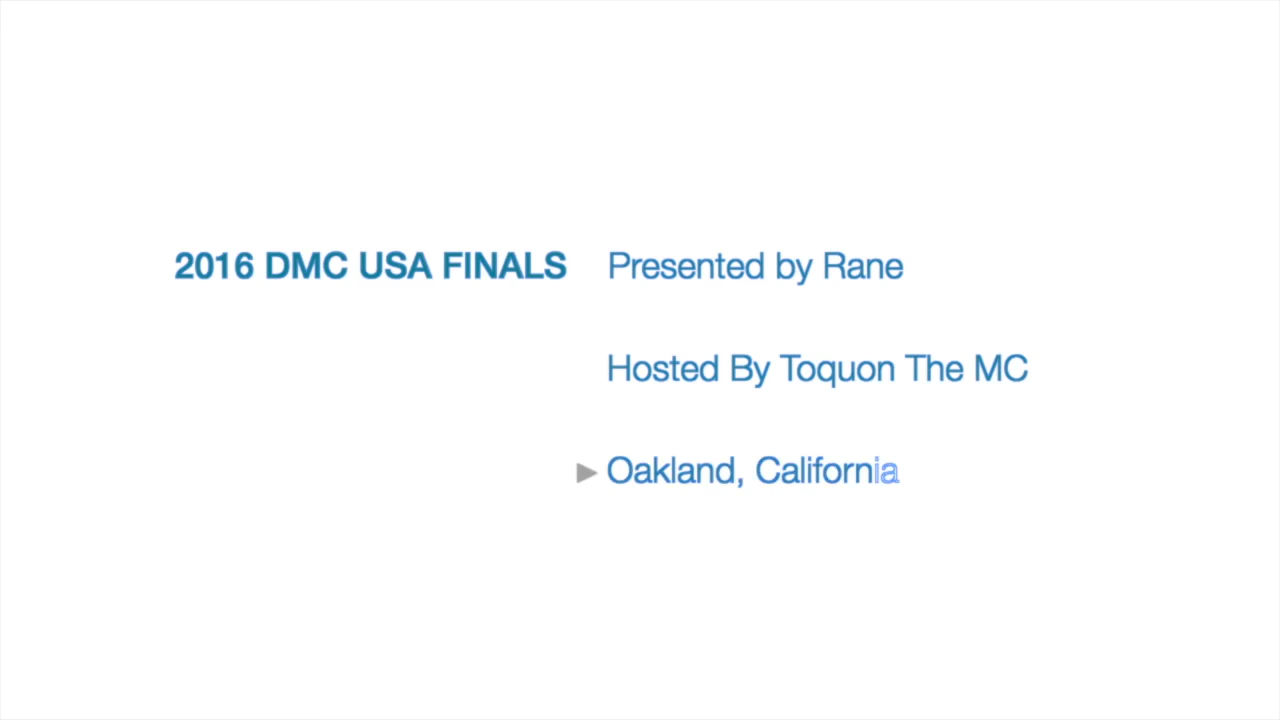 2016 DMC USA FINALS Presented by Rane
Hosted By Toquon The MC
Oakland, California